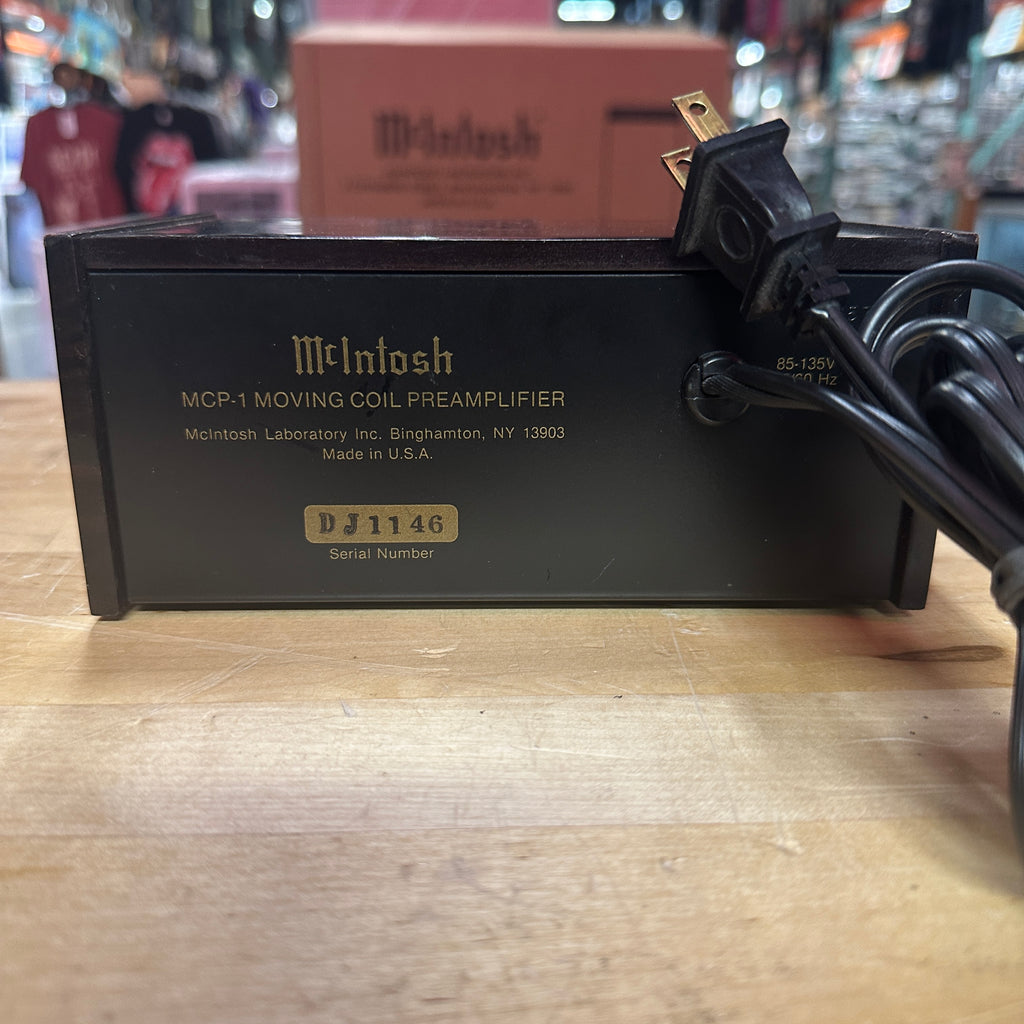 McIntosh
McIntosh
MCP-1 MOVING COIL PREAMPLIFIER
McIntosh Laboratory Inc. Binghamton, NY 13903
Made in U.S.A.
DJ1146
Serial Number
85-135V
Hz